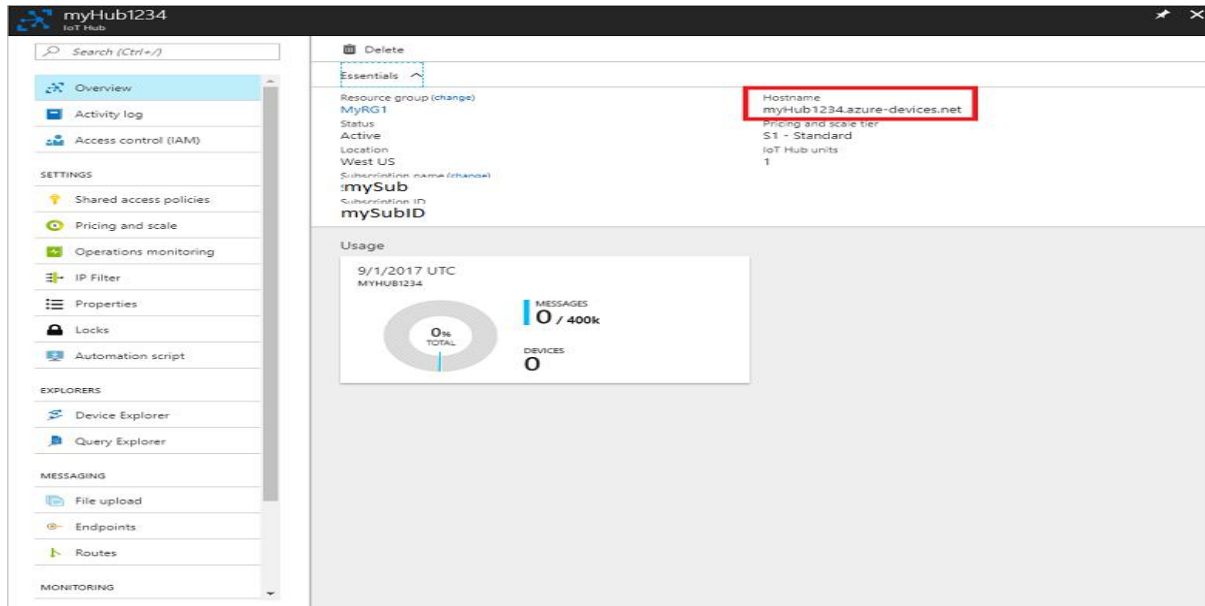 myHub1234
IoT Hub
Search (Ctrl+/)
Overview
Activity log
Access control (IAM)
SETTINGS
Shared access policies
Pricing and scale
Operations monitoring
IP Filter
Properties
Locks
Automation script
EXPLORERS
Device Explorer
Query Explorer
MESSAGING
File upload
Endpoints
Routes
MONITORING
Delete
Essentials
Resource group (change)
MyRG1
Status
Active
Location
West US
Subscription name (change)
mySub
Subscription ID
mySubID
Hostname
myHub1234.azure-devices.net
Pricing and scale tier
S1 - Standard
IoT Hub units
1
Usage
9/1/2017 UTC
MYHUB1234
0%
TOTAL
MESSAGES
0 / 400k
DEVICES
0